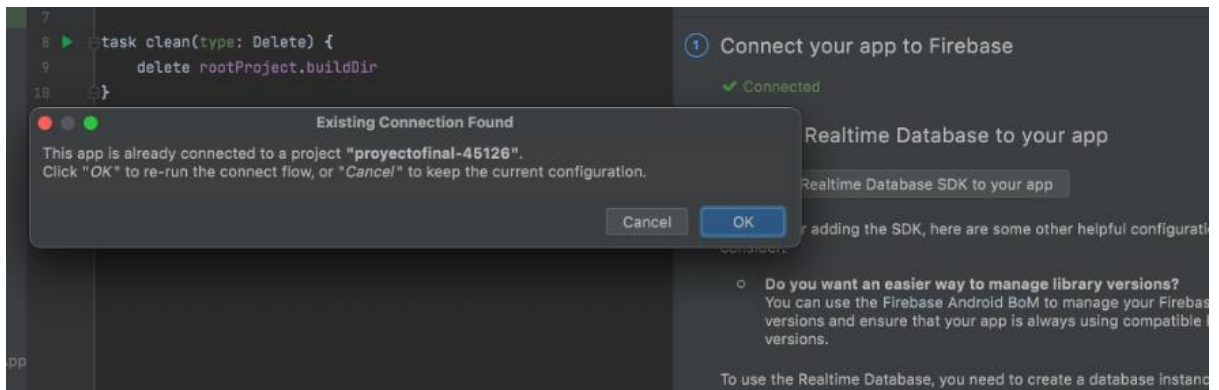 7
8
task clean(type: Delete) {
9
delete rootProject.buildDir
10
}
Existing Connection Found
This app is already connected to a project "proyectofinal-45126".
Click "OK" to re-run the connect flow, or "Cancel" to keep the current configuration.
Cancel
OK
1
Connect your app to Firebase
Connected
Realtime Database to your app
Realtime Database SDK to your app
adding the SDK, here are some other helpful
Do you want an easier way to manage library versions?
You can use the Firebase Android BoM to manage your
versions and ensure that your app is always using compatible
versions.
To use the Realtime Database, you need to create a database